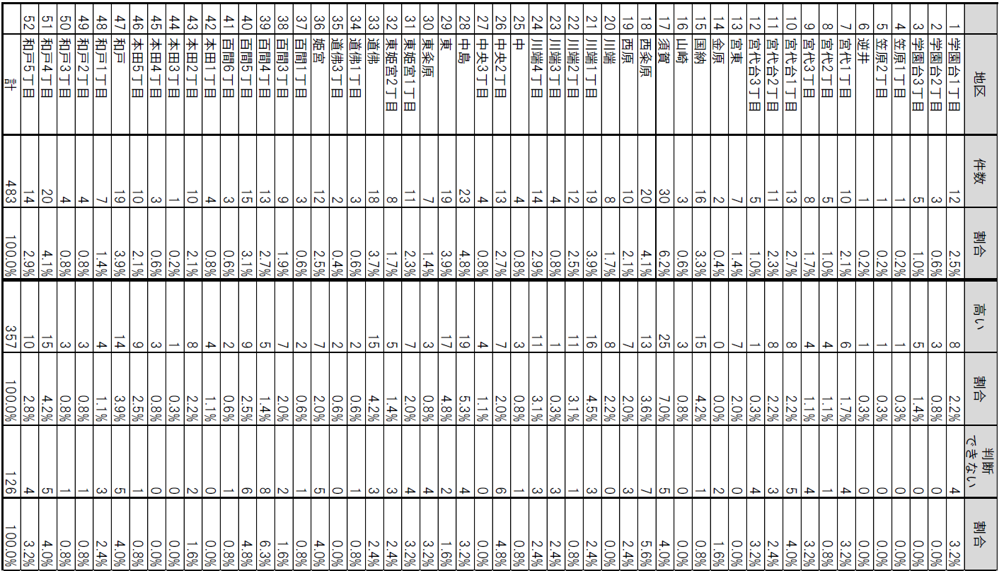 地区 件数 割合 高い 割合 判断できない 割合
1 学園台1丁目 12 2.5% 8 2.2% 4 3.2%
2 学園台2丁目 3 0.6% 3 0.8% 0 0.0%
3 学園台3丁目 5 1.0% 5 1.4% 0 0.0%
4 笠原1丁目 1 0.2% 1 0.3% 0 0.0%
5 笠原2丁目 1 0.2% 1 0.3% 0 0.0%
6 逆井 1 0.2% 1 0.3% 0 0.0%
7 宮代1丁目 10 2.1% 6 1.7% 4 3.2%
8 宮代2丁目 5 1.0% 4 1.1% 1 0.8%
9 宮代3丁目 8 1.7% 4 1.1% 4 3.2%
10 宮代台1丁目 13 2.7% 8 2.2% 5 4.0%
11 宮代台2丁目 11 2.3% 8 2.2% 3 2.4%
12 宮代台3丁目 5 1.0% 1 0.3% 4 3.2%
13 宮東 7 1.4% 7 2.0% 0 0.0%
14 金原 2 0.4% 0 0.0% 2 1.6%
15 国納 16 3.3% 15 4.2% 1 0.8%
16 山崎 3 0.6% 3 0.8% 0 0.0%
17 須賀 30 6.2% 25 7.0% 5 4.0%
18 西粂原 20 4.1% 13 3.6% 7 5.6%
19 西原 10 2.1% 7 2.0% 3 2.4%
20 川端 8 1.7% 8 2.2% 0 0.0%
21 川端1丁目 19 3.9% 16 4.5% 3 2.4%
22 川端2丁目 12 2.5% 11 3.1% 1 0.8%
23 川端3丁目 4 0.8% 1 0.3% 3 2.4%
24 川端4丁目 14 2.9% 11 3.1% 3 2.4%
25 中 4 0.8% 3 0.8% 1 0.8%
26 中央2丁目 13 2.7% 7 2.0% 6 4.8%
27 中央3丁目 4 0.8% 4 1.1% 0 0.0%
28 中島 23 4.8% 19 5.3% 4 3.2%
29 東 19 3.9% 17 4.8% 2 1.6%
30 東粂原 7 1.4% 3 0.8% 4 3.2%
31 東姫宮1丁目 11 2.3% 7 2.0% 4 3.2%
32 東姫宮2丁目 8 1.7% 5 1.4% 3 2.4%
33 道佛 18 3.7% 15 4.2% 3 2.4%
34 道佛1丁目 3 0.6% 2 0.6% 1 0.8%
35 道佛3丁目 2 0.4% 2 0.6% 0 0.0%
36 姫宮 12 2.5% 7 2.0% 5 4.0%
37 百間1丁目 3 0.6% 2 0.6% 1 0.8%
38 百間3丁目 9 1.9% 7 2.0% 2 1.6%
39 百間4丁目 13 2.7% 5 1.4% 8 6.3%
40 百間5丁目 15 3.1% 9 2.5% 6 4.8%
41 百間6丁目 3 0.6% 2 0.6% 1 0.8%
42 本田1丁目 4 0.8% 4 1.1% 0 0.0%
43 本田2丁目 10 2.1% 8 2.2% 2 1.6%
44 本田3丁目 1 0.2% 1 0.3% 0 0.0%
45 本田4丁目 3 0.6% 3 0.8% 0 0.0%
46 本田5丁目 10 2.1% 9 2.5% 1 0.8%
47 和戸 19 3.9% 14 3.9% 5 4.0%
48 和戸1丁目 7 1.4% 4 1.1% 3 2.4%
49 和戸2丁目 4 0.8% 3 0.8% 1 0.8%
50 和戸3丁目 4 0.8% 3 0.8% 1 0.8%
51 和戸4丁目 20 4.1% 15 4.2% 5 4.0%
52 和戸5丁目 14 2.9% 10 2.8% 4 3.2%
計 483 100.0% 357 100.0% 126 100.0%